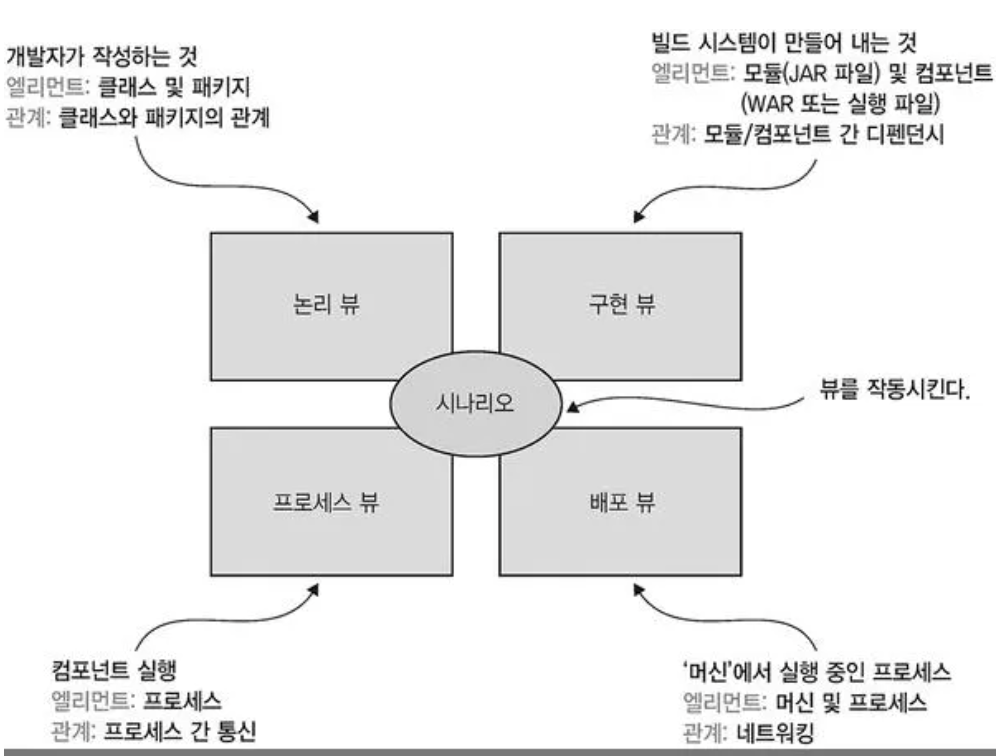 개발자가 작성하는 것
엘리먼트: 클래스 및 패키지
관계: 클래스와 패키지의 관계
빌드 시스템이 만들어 내는 것
엘리먼트: 모듈(JAR 파일) 및 컴포넌트
(WAR 또는 실행 파일)
관계: 모듈/컴포넌트 간 디펜던시
논리 뷰
구현 뷰
시나리오
뷰를 작동시킨다.
프로세스 뷰
배포 뷰
컴포넌트 실행
엘리먼트: 프로세스
관계: 프로세스 간 통신
‘머신’에서 실행 중인 프로세스
엘리먼트: 머신 및 프로세스
관계: 네트워킹